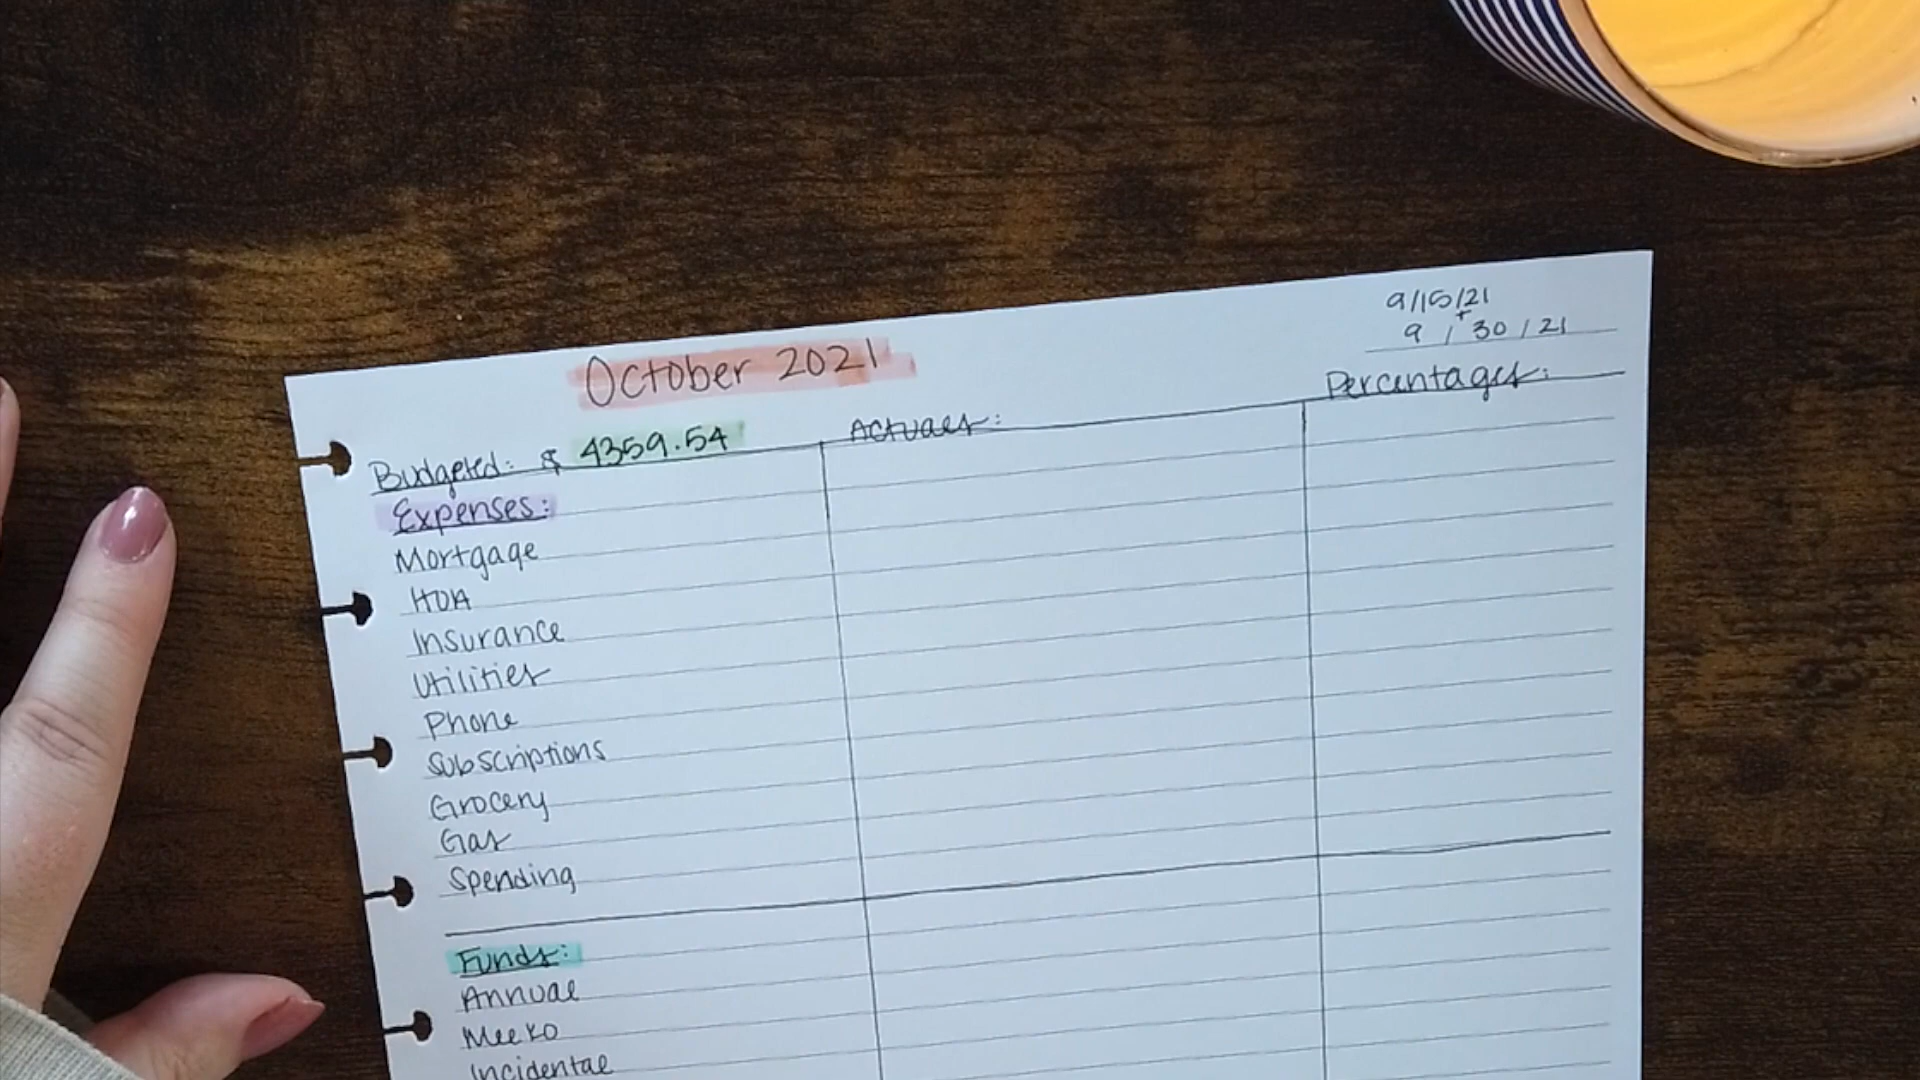 9/15/21
+
9 / 30 / 21
October 2021
Budgeted: $ 4359.54
Actuals:
Percentages:
Expenses:
Mortgage
HOA
Insurance
Utilities
Phone
Subscriptions
Grocery
Gas
Spending
Funds:
Annual
Meeko
Incidental